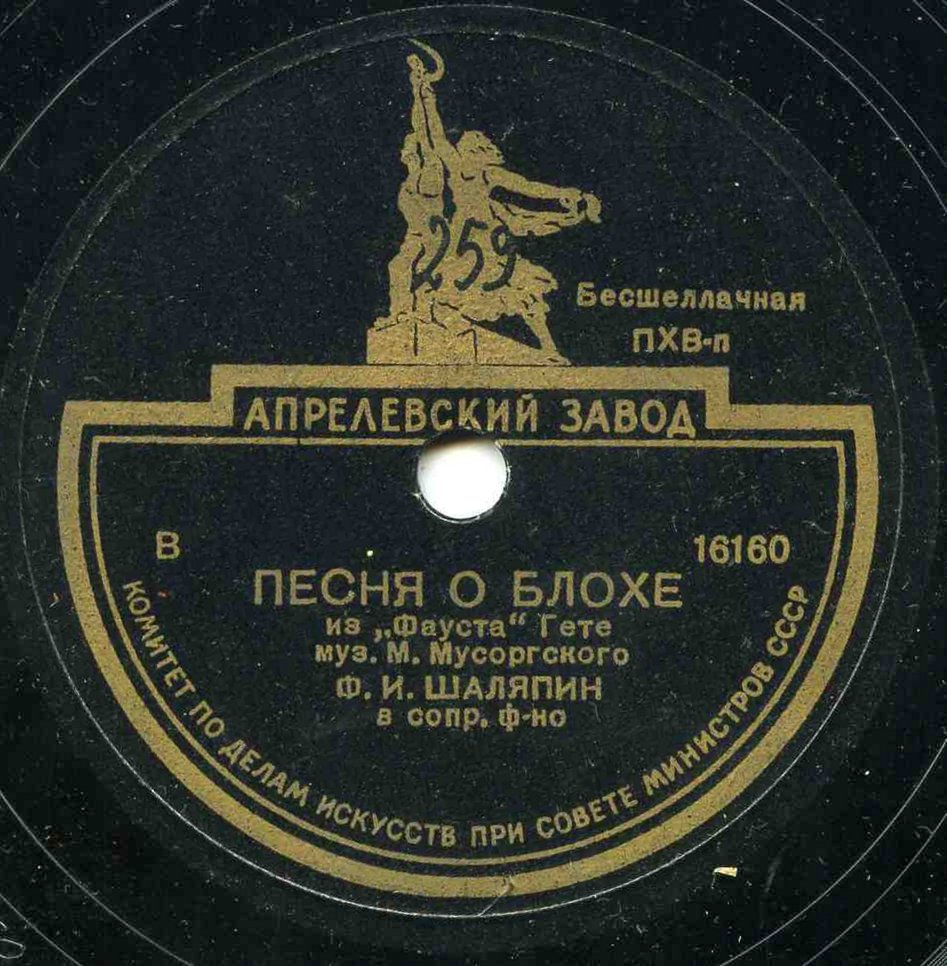 259
Бесшеллачная
ПХВ-п
АПРЕЛЕВСКИЙ ЗАВОД
В 16160
ПЕСНЯ О БЛОХЕ
из „Фауста“ Гете
муз. М. Мусоргского
Ф. И. ШАЛЯПИН
в сопр. ф-но
КОМИТЕТ ПО ДЕЛАМ ИСКУССТВ ПРИ СОВЕТЕ МИНИСТРОВ СССР